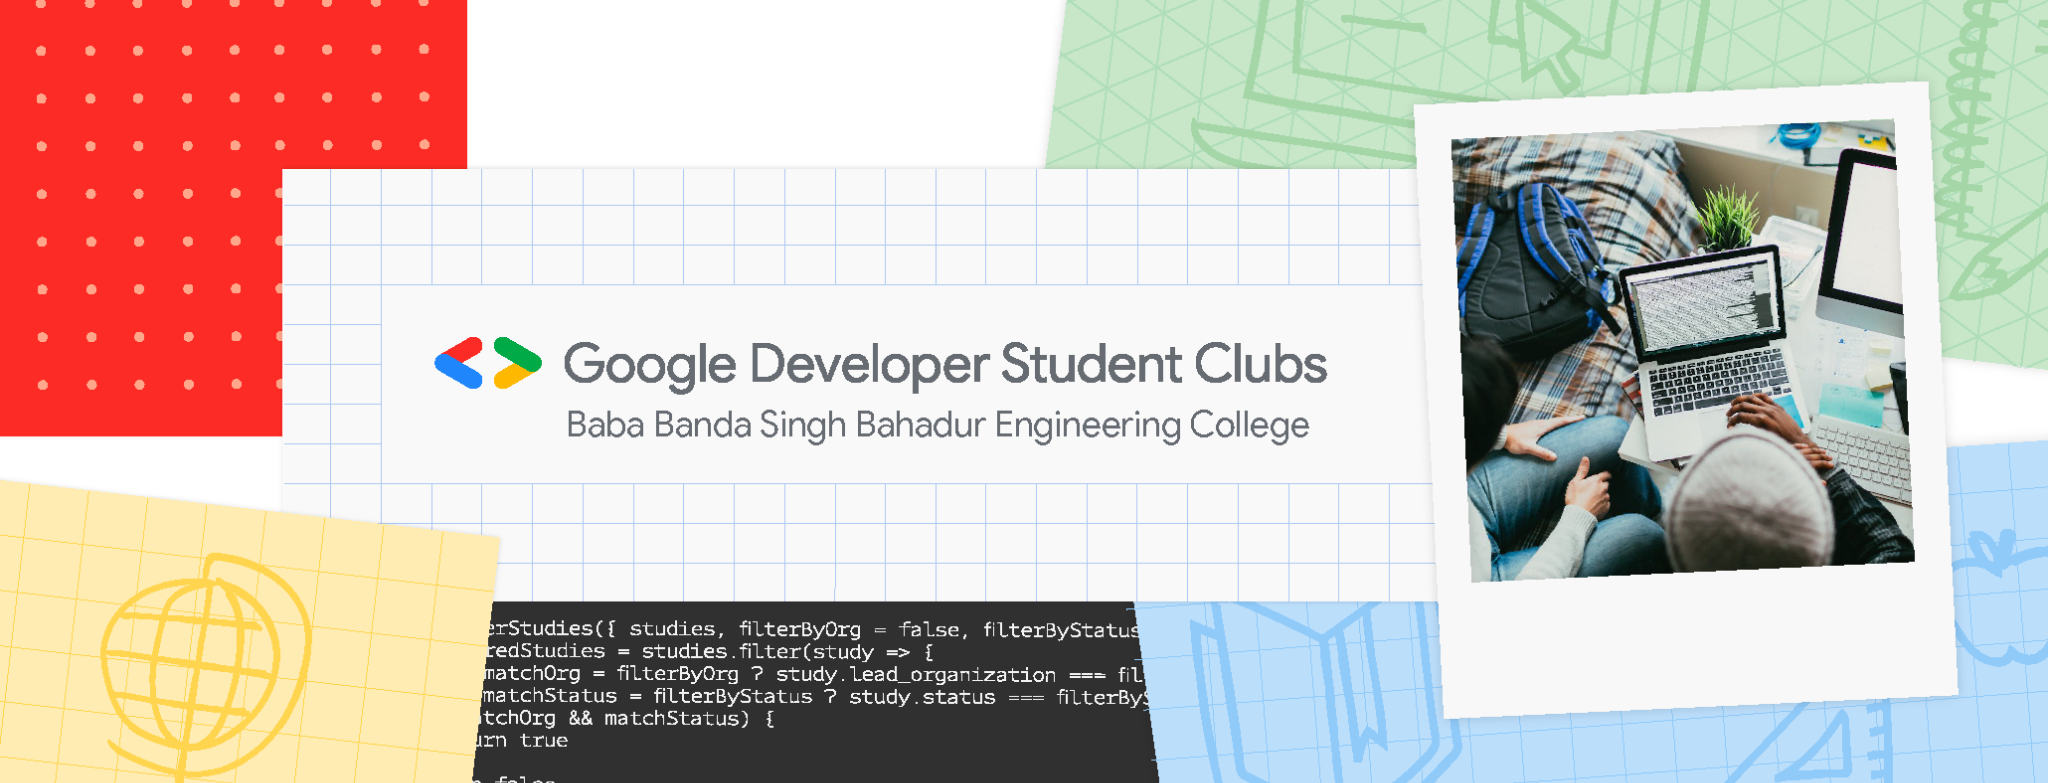 Google Developer Student Clubs
Baba Banda Singh Bahadur Engineering College
erStudies({ studies, filterByOrg = false, filterByStatus
redStudies = studies.filter(study => {
matchOrg = filterByOrg ? study.lead_organization === fil
matchStatus = filterByStatus ? study.status === filterByS
tchOrg && matchStatus) {
urn true